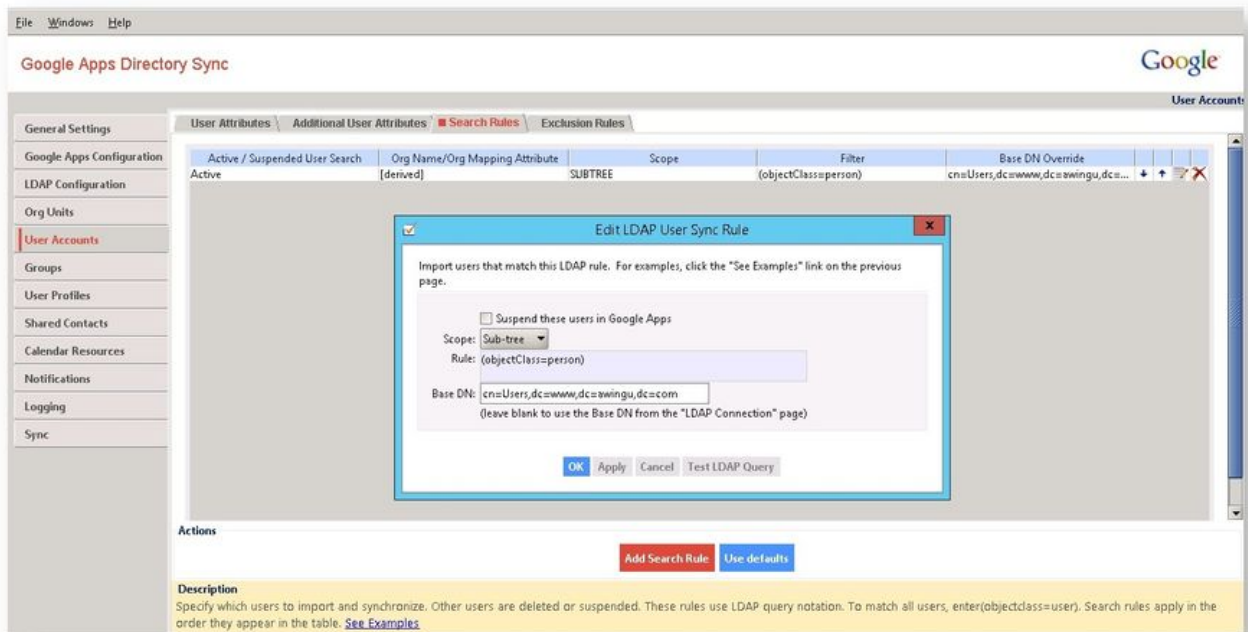 File Windows Help
Google Apps Directory Sync
Google
User Accounts
General Settings
Google Apps Configuration
LDAP Configuration
Org Units
User Accounts
Groups
User Profiles
Shared Contacts
Calendar Resources
Notifications
Logging
Sync
User Attributes Additional User Attributes Search Rules Exclusion Rules
Active / Suspended User Search Org Name/Org Mapping Attribute Scope Filter Base DN Override
Active [derived] SUBTREE (objectClass=person) cn=Users,dc=www,dc=awingu,dc=...
Edit LDAP User Sync Rule
Import users that match this LDAP rule. For examples, click the "See Examples" link on the previous
page.
Suspend these users in Google Apps
Scope: Sub-tree
Rule: (objectClass=person)
Base DN: cn=Users,dc=www,dc=awingu,dc=com
(leave blank to use the Base DN from the "LDAP Connection" page)
OK Apply Cancel Test LDAP Query
Actions
Add Search Rule Use defaults
Description
Specify which users to import and synchronize. Other users are deleted or suspended. These rules use LDAP query notation. To match all users, enter(objectclass=user). Search rules apply in the
order they appear in the table. See Examples